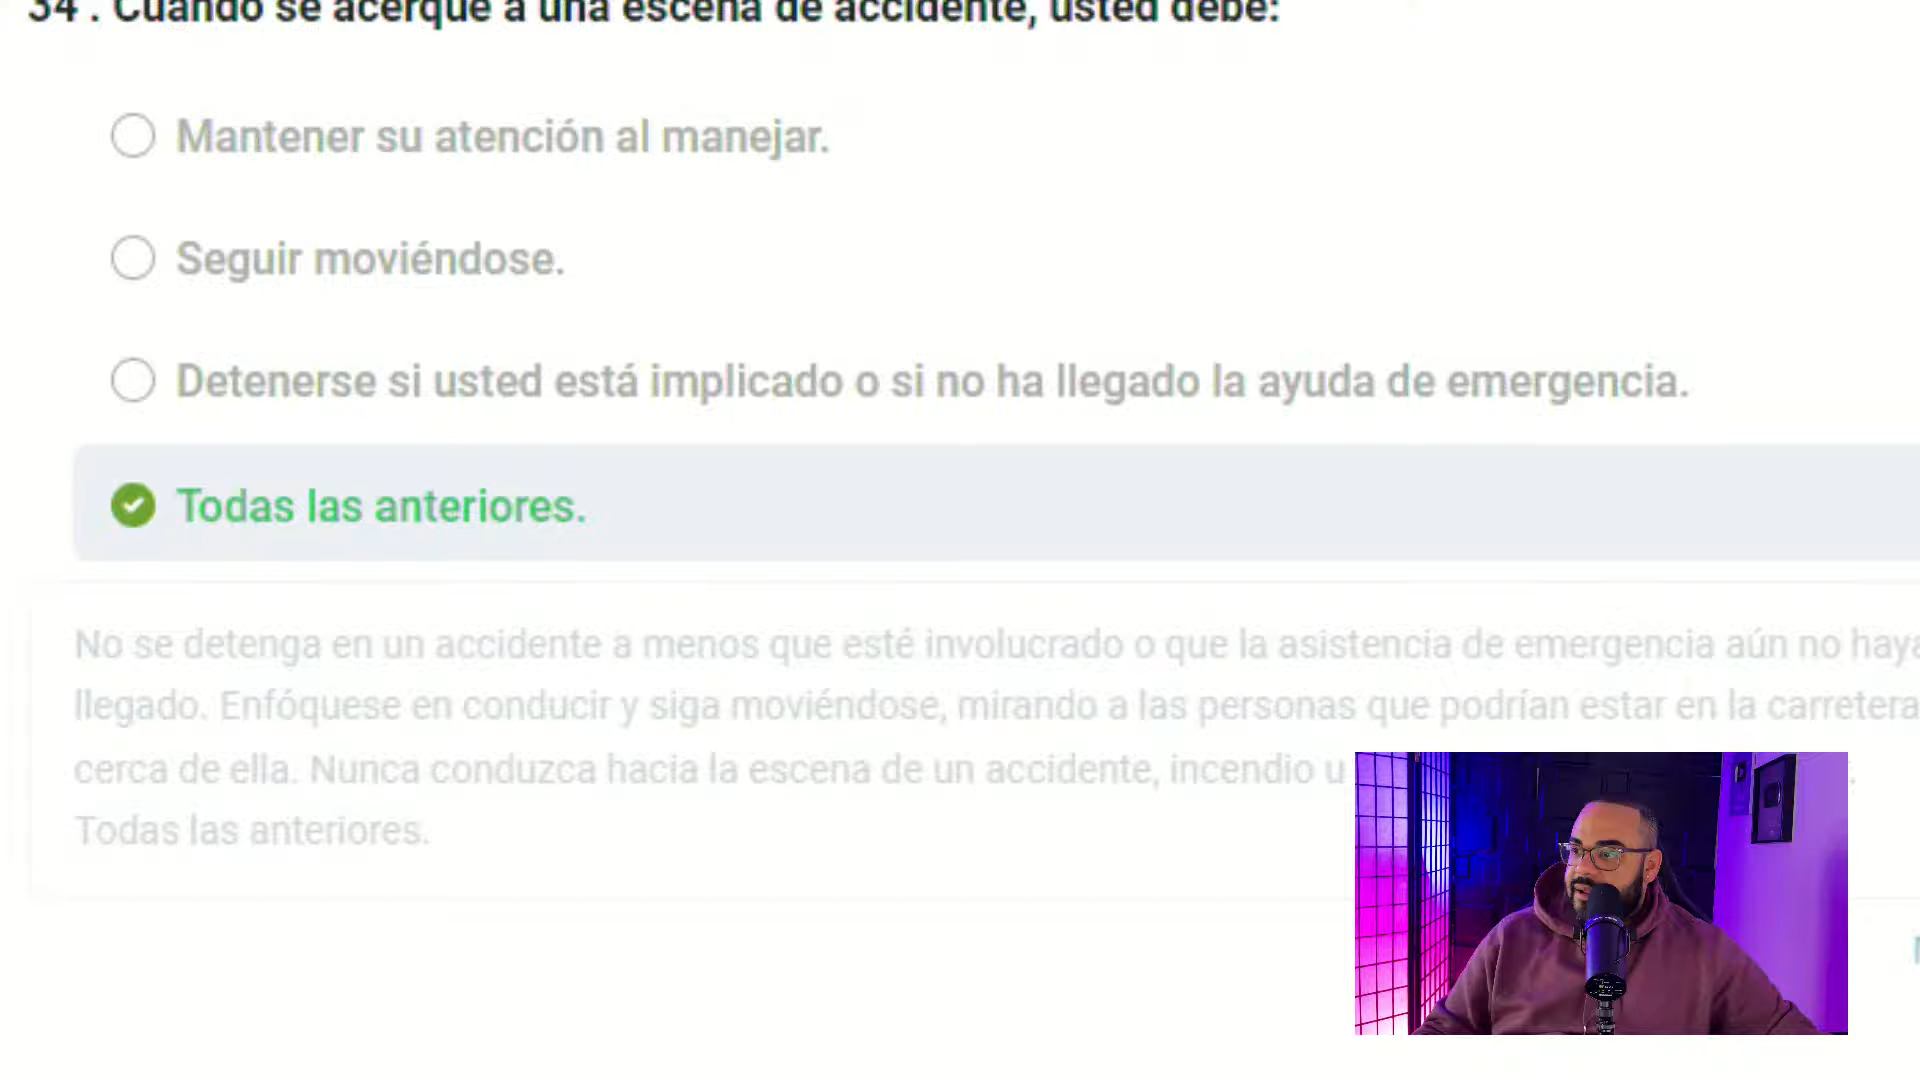 34 . Cuando se acerque a una escena de accidente, usted debe:
Mantener su atención al manejar.
Seguir moviéndose.
Detenerse si usted está implicado o si no ha llegado la ayuda de emergencia.
Todas las anteriores.
No se detenga en un accidente a menos que esté involucrado o que la asistencia de emergencia aún no haya
llegado. Enfóquese en conducir y siga moviéndose, mirando a las personas que podrían estar en la carretera
cerca de ella. Nunca conduzca hacia la escena de un accidente, incendio u
Todas las anteriores.